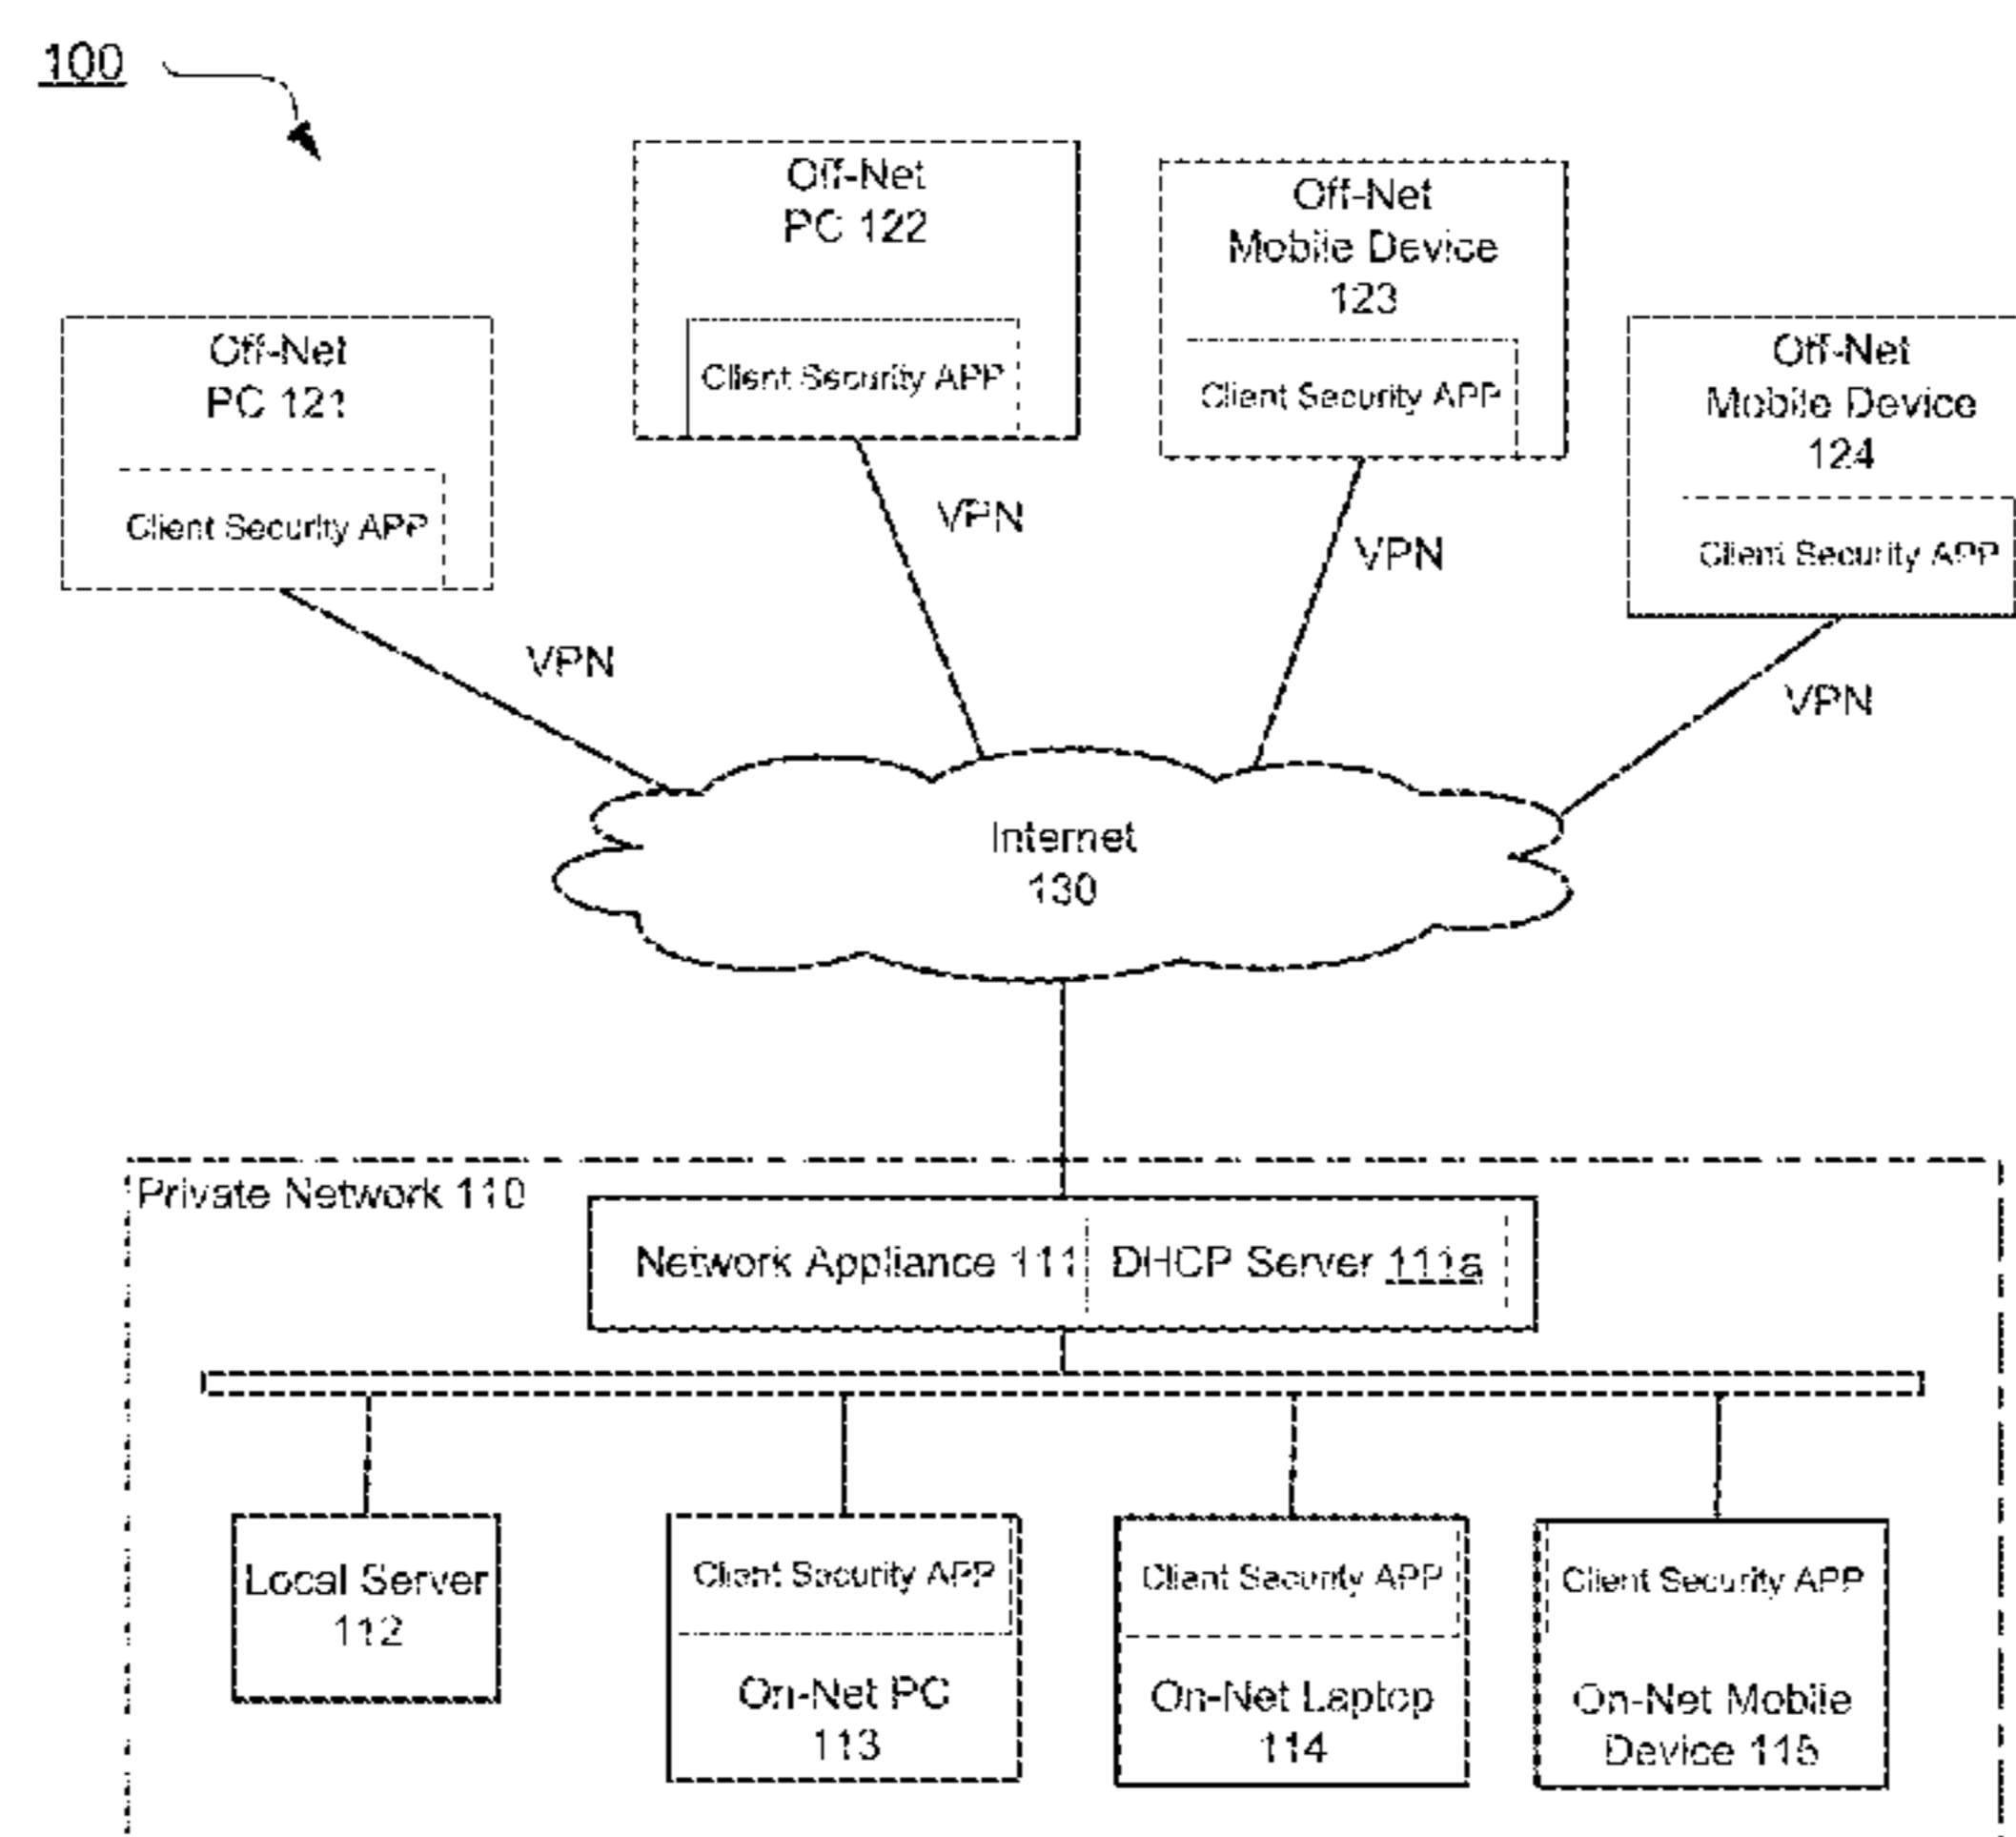 100
Off-Net
PC 122
Client Security APP
Off-Net
Mobile Device
123
Client Security APP
Off-Net
PC 121
Client Security APP
Off-Net
Mobile Device
124
Client Security APP
VPN
VPN
VPN
VPN
Internet
130
Private Network 110
Network Appliance 111
DHCP Server 111a
Local Server
112
Client Security APP
On-Net PC
113
Client Security APP
On-Net Laptop
114
Client Security APP
On-Net Mobile
Device 115